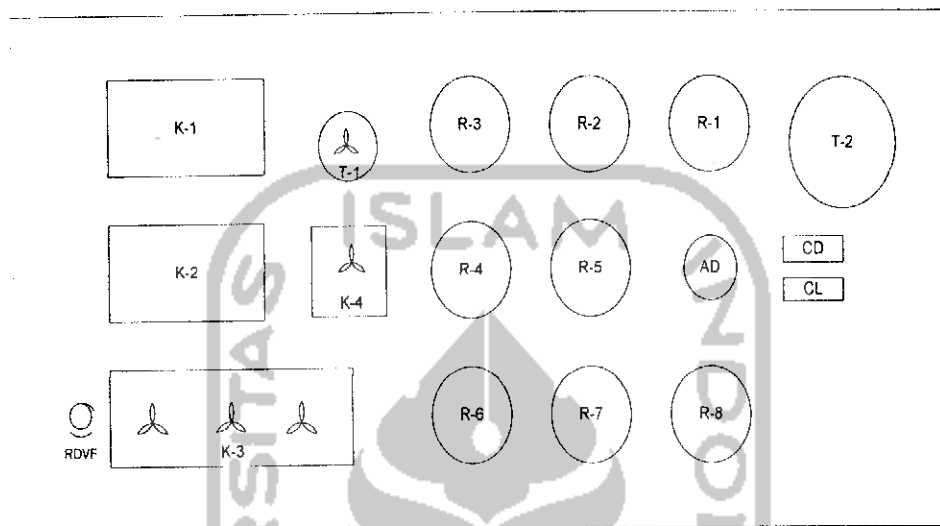 K-1
R-3
R-2
R-1
T-2
T-1
ISLAM
K-2
K-4
R-4
R-5
AD
CD
CL
RDVF
K-3
R-6
R-7
R-8